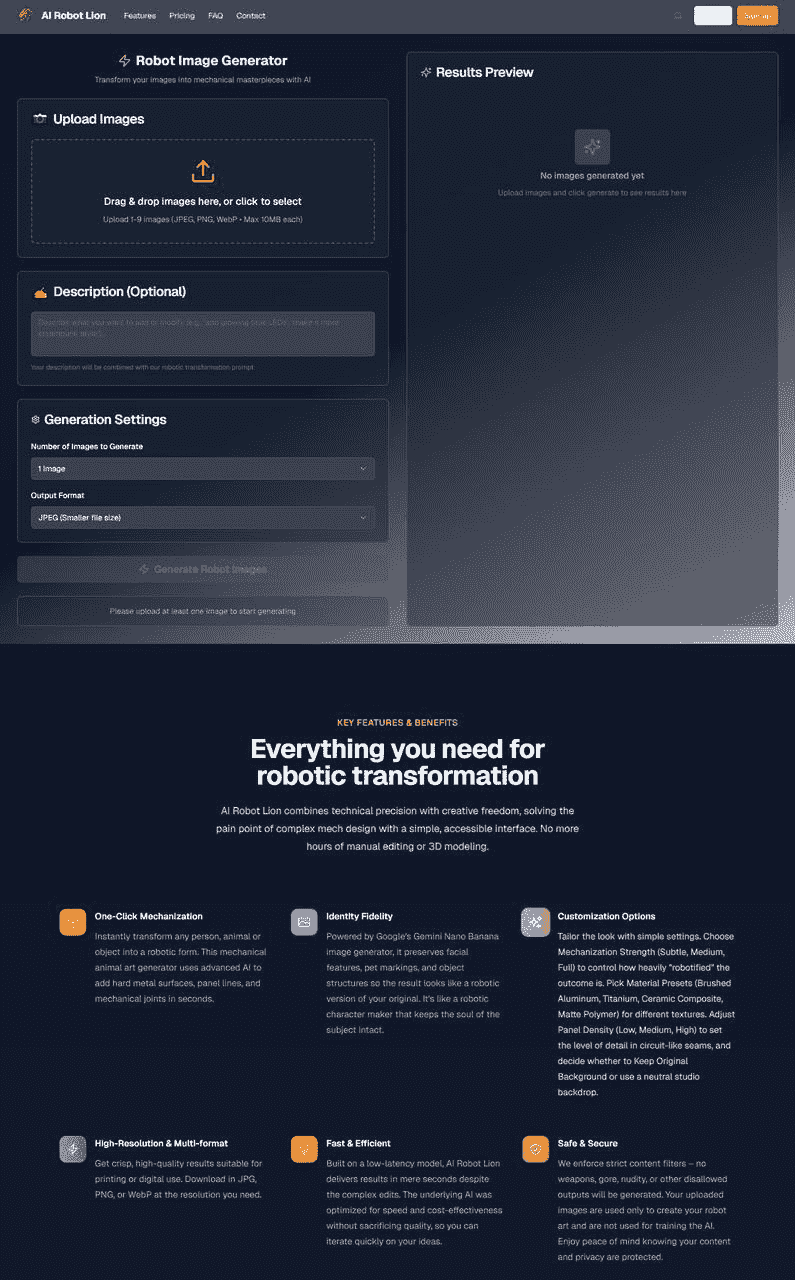 AI Robot Lion
Features
Pricing
FAQ
Contact
Sign up
Robot Image Generator
Transform your images into mechanical masterpieces with AI
Upload Images
Drag & drop images here, or click to select
Upload 1-9 images (JPEG, PNG, WebP • Max 10MB each)
Description (Optional)
Describe what you want to add or modify (e.g., 'add glowing blue LEDs', 'make it more
steampunk style')
Your description will be combined with our robotic transformation prompt
Generation Settings
Number of Images to Generate
1 Image
Output Format
JPEG (Smaller file size)
Generate Robot Images
Please upload at least one image to start generating
Results Preview
No images generated yet
Upload images and click generate to see results here
KEY FEATURES & BENEFITS
Everything you need for
robotic transformation
AI Robot Lion combines technical precision with creative freedom, solving the
pain point of complex mech design with a simple, accessible interface. No more
hours of manual editing or 3D modeling.
One-Click Mechanization
Instantly transform any person, animal or
object into a robotic form. This mechanical
animal art generator uses advanced AI to
add hard metal surfaces, panel lines, and
mechanical joints in seconds.
Identity Fidelity
Powered by Google's Gemini Nano Banana
image generator, it preserves facial
features, pet markings, and object
structures so the result looks like a robotic
version of your original. It's like a robotic
character maker that keeps the soul of the
subject intact.
Customization Options
Tailor the look with simple settings. Choose
Mechanization Strength (Subtle, Medium,
Full) to control how heavily "robotified" the
outcome is. Pick Material Presets (Brushed
Aluminum, Titanium, Ceramic Composite,
Matte Polymer) for different textures. Adjust
Panel Density (Low, Medium, High) to set
the level of detail in circuit-like seams, and
decide whether to Keep Original
Background or use a neutral studio
backdrop.
High-Resolution & Multi-format
Get crisp, high-quality results suitable for
printing or digital use. Download in JPG,
PNG, or WebP at the resolution you need.
Fast & Efficient
Built on a low-latency model, AI Robot Lion
delivers results in mere seconds despite
the complex edits. The underlying AI was
optimized for speed and cost-effectiveness
without sacrificing quality, so you can
iterate quickly on your ideas.
Safe & Secure
We enforce strict content filters – no
weapons, gore, nudity, or other disallowed
outputs will be generated. Your uploaded
images are used only to create your robot
art and are not used for training the AI.
Enjoy peace of mind knowing your content
and privacy are protected.